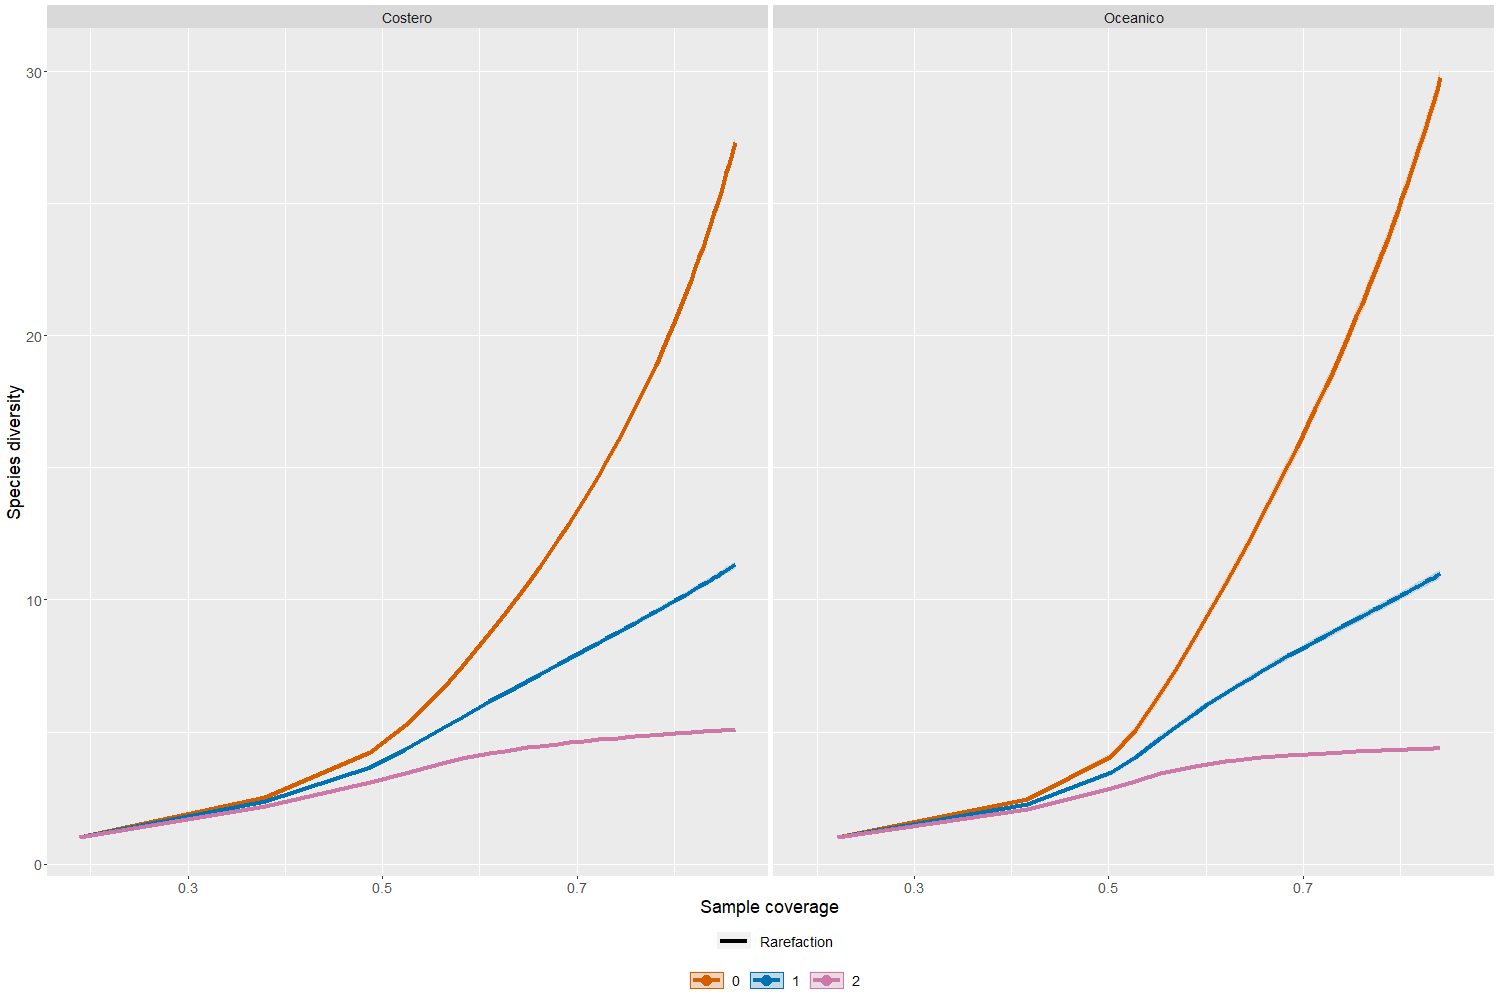 Costero
Oceanico
30
20
10
0
Species diversity
0.3 0.5 0.7
0.3 0.5 0.7
Sample coverage
Rarefaction
0 1 2